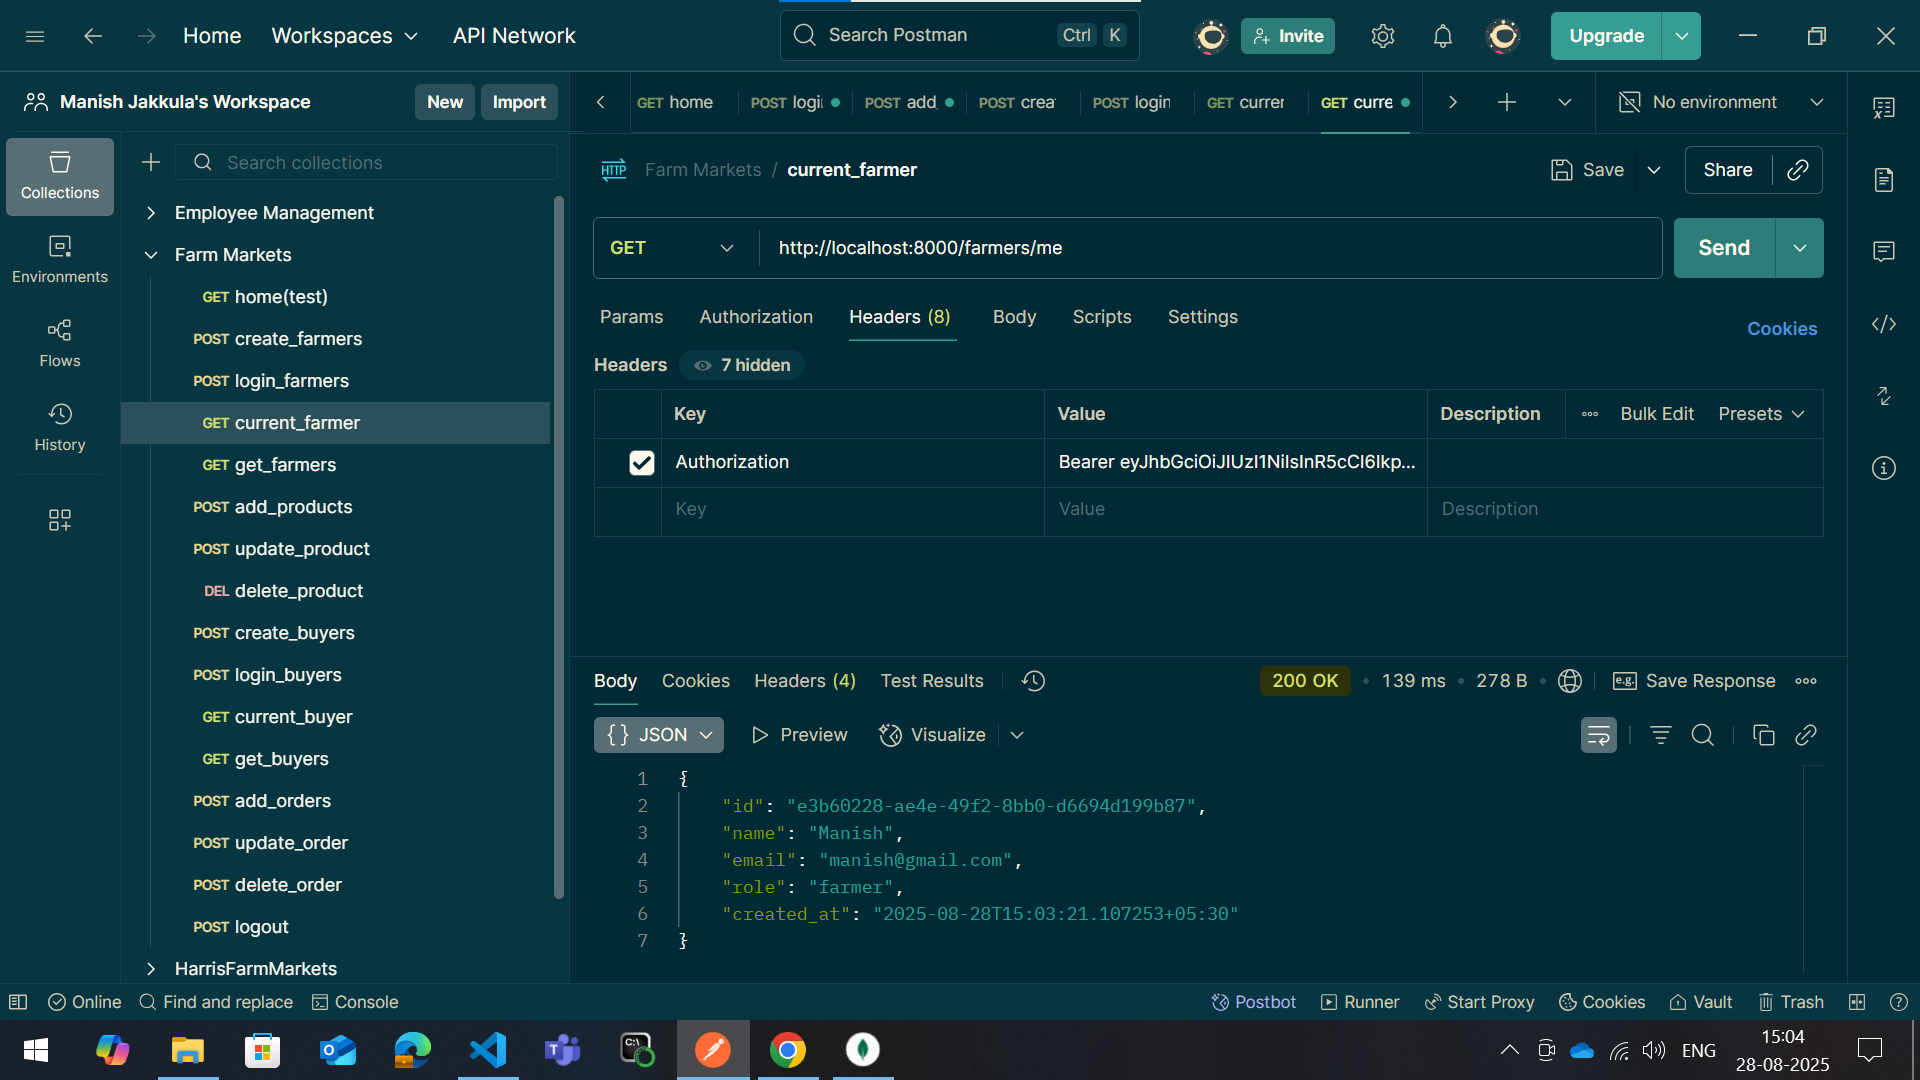 Home Workspaces API Network Search Postman Ctrl K Invite Upgrade
Manish Jakkula's Workspace New Import
GET home POST logi POST add, POST crea POST login GET currer GET curre No environment
Collections
Environments
Flows
History
Search collections
Employee Management
Farm Markets
GET home(test)
POST create_farmers
POST login_farmers
GET current_farmer
GET get_farmers
POST add_products
POST update_product
DEL delete_product
POST create_buyers
POST login_buyers
GET current_buyer
GET get_buyers
POST add_orders
POST update_order
POST delete_order
POST logout
HarrisFarmMarkets
HTTP Farm Markets / current_farmer Save Share
GET http://localhost:8000/farmers/me Send
Params Authorization Headers (8) Body Scripts Settings Cookies
Headers 7 hidden
Key Value Description Bulk Edit Presets
Authorization Bearer eyJhbGciOiJIUzI1NiIsInR5cCI6Ikp...
Key Value Description
Body Cookies Headers (4) Test Results 200 OK • 139 ms • 278 B • e.g. Save Response
{ } JSON Preview Visualize
1 {
2 "id": "e3b60228-ae4e-49f2-8bb0-d6694d199b87",
3 "name": "Manish",
4 "email": "manish@gmail.com",
5 "role": "farmer",
6 "created_at": "2025-08-28T15:03:21.107253+05:30"
7 }
Online Find and replace Console Postbot Runner Start Proxy Cookies Vault Trash
ENG 15:04
28-08-2025